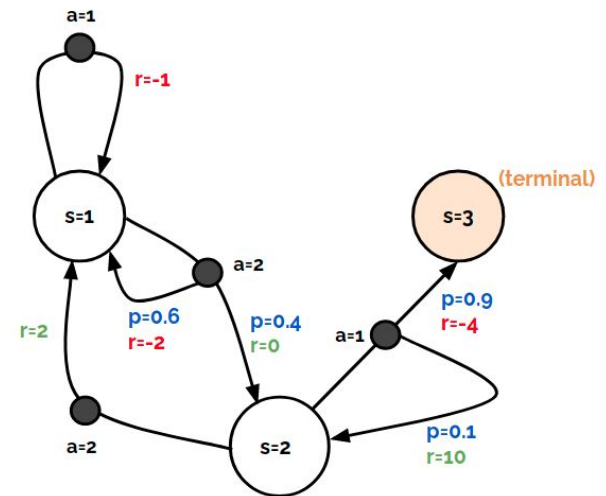 a=1
r=-1
(terminal)
s=1
s=3
a=2
p=0.6
r=-2
p=0.4
r=0
p=0.9
r=-4
r=2
a=1
a=2
s=2
p=0.1
r=10